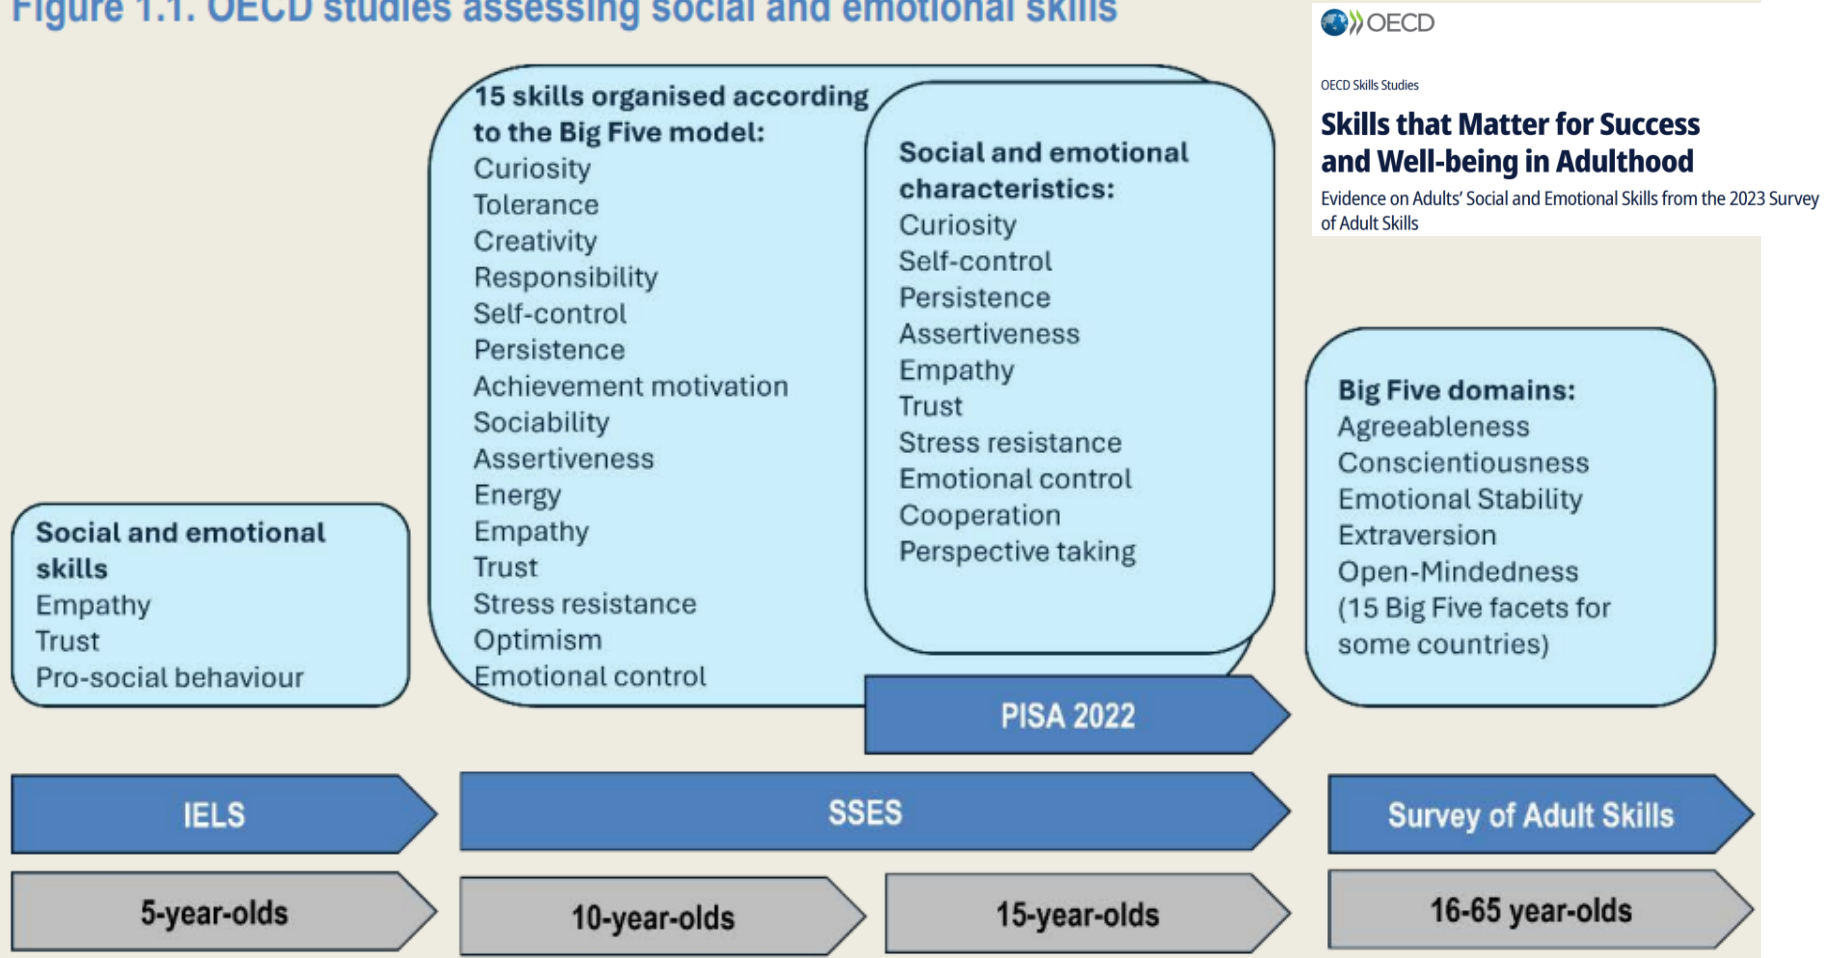 Figure 1.1. OECD studies assessing social and emotional skills
OECD
OECD Skills Studies
Skills that Matter for Success
and Well-being in Adulthood
Evidence on Adults' Social and Emotional Skills from the 2023 Survey
of Adult Skills
15 skills organised according
to the Big Five model:
Curiosity
Tolerance
Creativity
Responsibility
Self-control
Persistence
Achievement motivation
Sociability
Assertiveness
Energy
Empathy
Trust
Stress resistance
Optimism
Emotional control
Social and emotional
characteristics:
Curiosity
Self-control
Persistence
Assertiveness
Empathy
Trust
Stress resistance
Emotional control
Cooperation
Perspective taking
Big Five domains:
Agreeableness
Conscientiousness
Emotional Stability
Extraversion
Open-Mindedness
(15 Big Five facets for
some countries)
Social and emotional
skills
Empathy
Trust
Pro-social behaviour
PISA 2022
IELS
SSES
Survey of Adult Skills
5-year-olds
10-year-olds
15-year-olds
16-65 year-olds